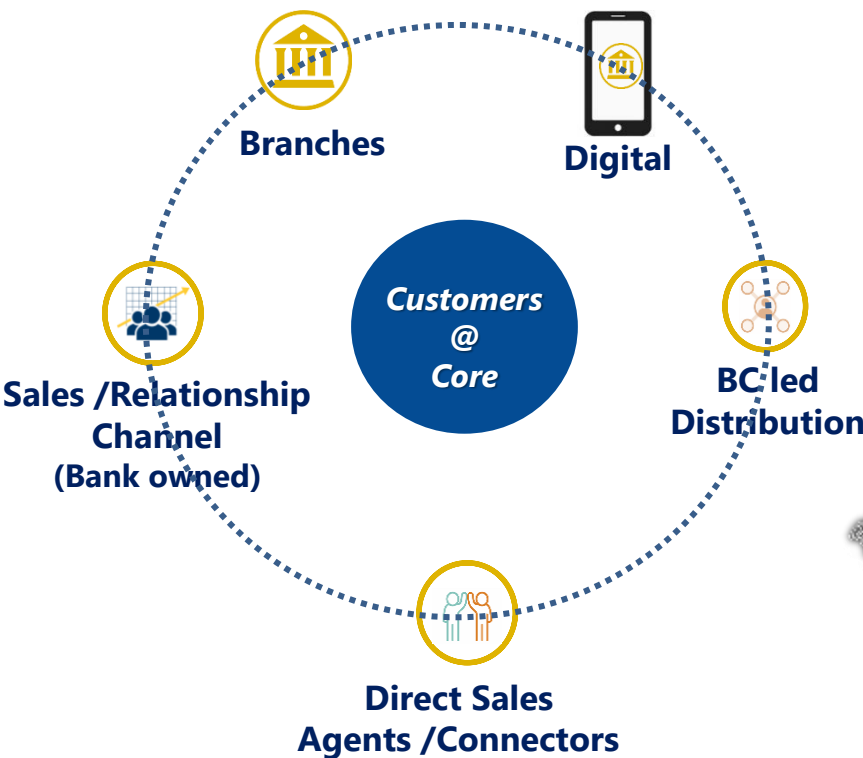 Branches
Digital
Customers
@
Core
Sales /Relationship
Channel
(Bank owned)
BC led
Distribution
Direct Sales
Agents /Connectors